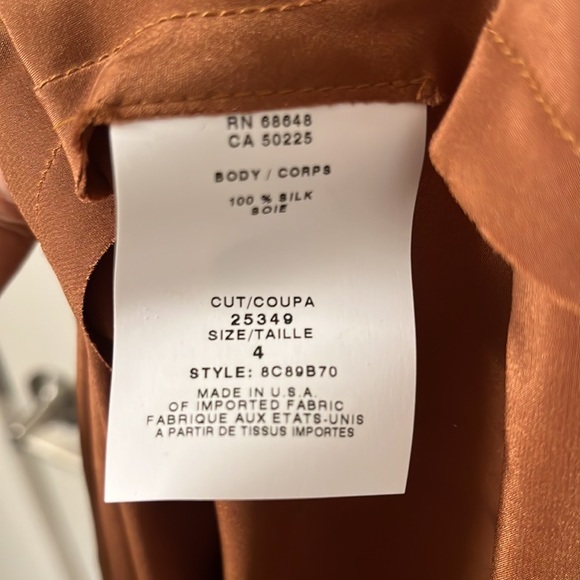 RN 68648
CA 50225
BODY / CORPS
100 % SILK
SOIE
CUT/COUPA
25349
SIZE/TAILLE
4
STYLE: 8C89B70
MADE IN U.S.A.
OF IMPORTED FABRIC
FABRIQUE AUX ETATS-UNIS
A PARTIR DE TISSUS IMPORTES